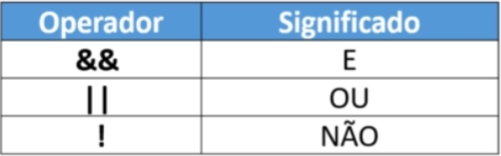 Operador Significado
&& E
|| OU
! NÃO